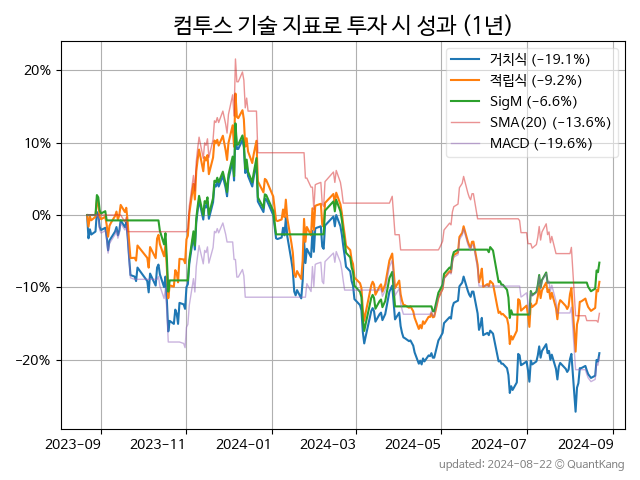 컴투스 기술 지표로 투자 시 성과 (1년)
거치식 (−19.1%)
적립식 (−9.2%)
SigM (−6.6%)
SMA(20) (−13.6%)
MACD (−19.6%)
20%
10%
0%
−10%
−20%
2023-09 2023-11 2024-01 2024-03 2024-05 2024-07 2024-09
updated: 2024-08-22 © QuantKang